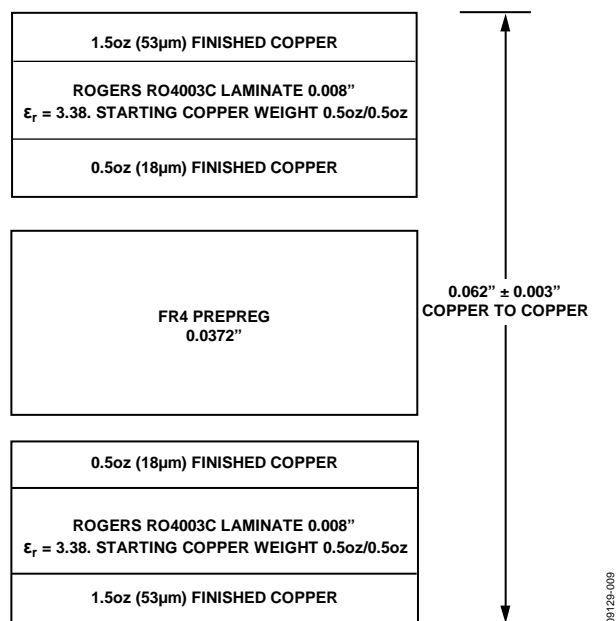 1.5oz (53µm) FINISHED COPPER
ROGERS RO4003C LAMINATE 0.008”
εr = 3.38. STARTING COPPER WEIGHT 0.5oz/0.5oz
0.5oz (18µm) FINISHED COPPER
FR4 PREPREG
0.0372”
0.062” ± 0.003”
COPPER TO COPPER
0.5oz (18µm) FINISHED COPPER
ROGERS RO4003C LAMINATE 0.008”
εr = 3.38. STARTING COPPER WEIGHT 0.5oz/0.5oz
1.5oz (53µm) FINISHED COPPER
09129-009